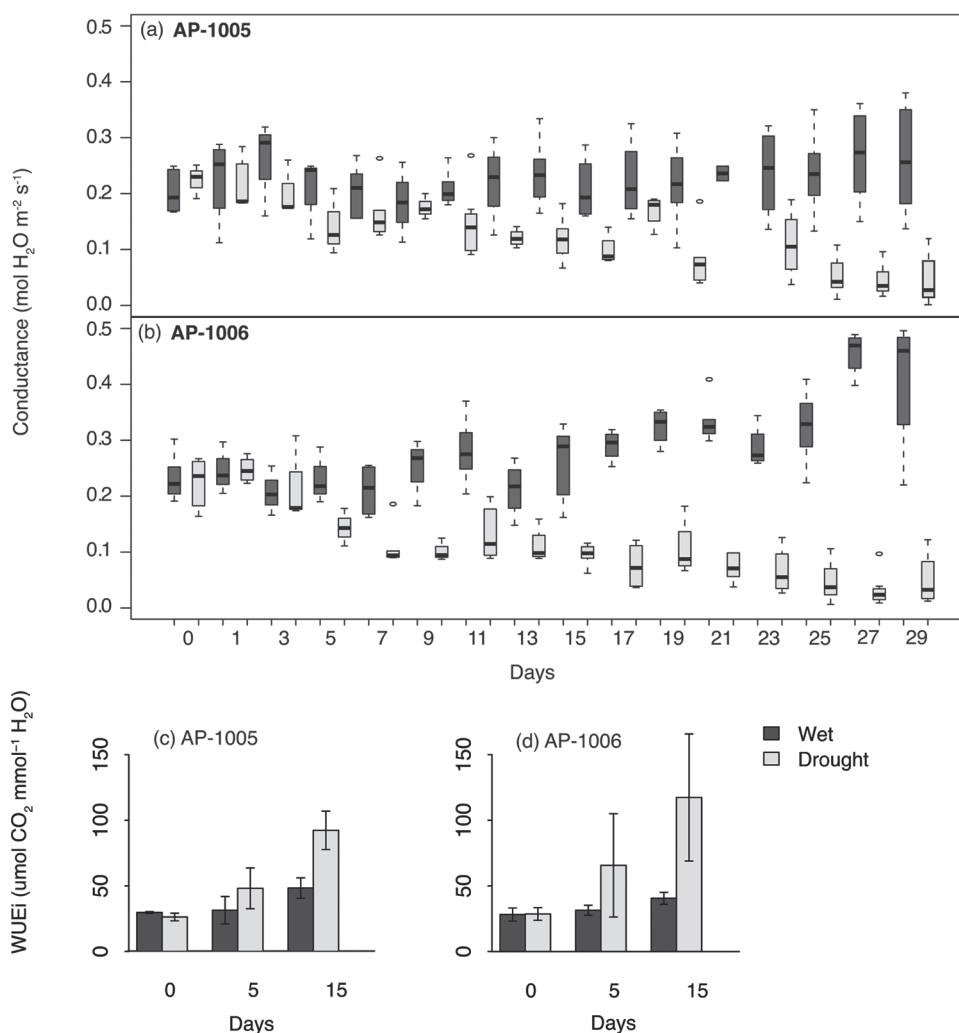 (a) AP-1005
0.5
0.4
0.3
0.2
0.1
0.0
Conductance (mol H₂O m⁻² s⁻¹)
(b) AP-1006
0.5
0.4
0.3
0.2
0.1
0.0
0 1 3 5 7 9 11 13 15 17 19 21 23 25 27 29
Days
WUEi (umol CO₂ mmol⁻¹ H₂O)
(c) AP-1005
150
100
50
0
0 5 15
Days
(d) AP-1006
150
100
50
0
0 5 15
Days
Wet
Drought